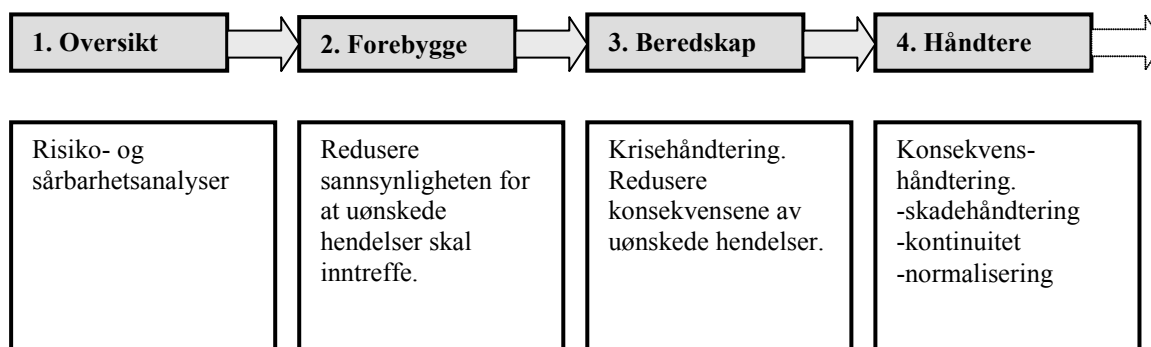 1. Oversikt
2. Forebygge
3. Beredskap
4. Håndtere
Risiko- og
sårbarhetsanalyser
Redusere
sannsynligheten for
at uønskede
hendelser skal
inntreffe.
Krisehåndtering.
Redusere
konsekvensene av
uønskede hendelser.
Konsekvens-
håndtering.
-skadehåndtering
-kontinuitet
-normalisering